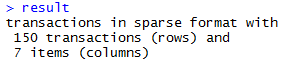 > result
transactions in sparse format with
 150 transactions (rows) and
 7 items (columns)